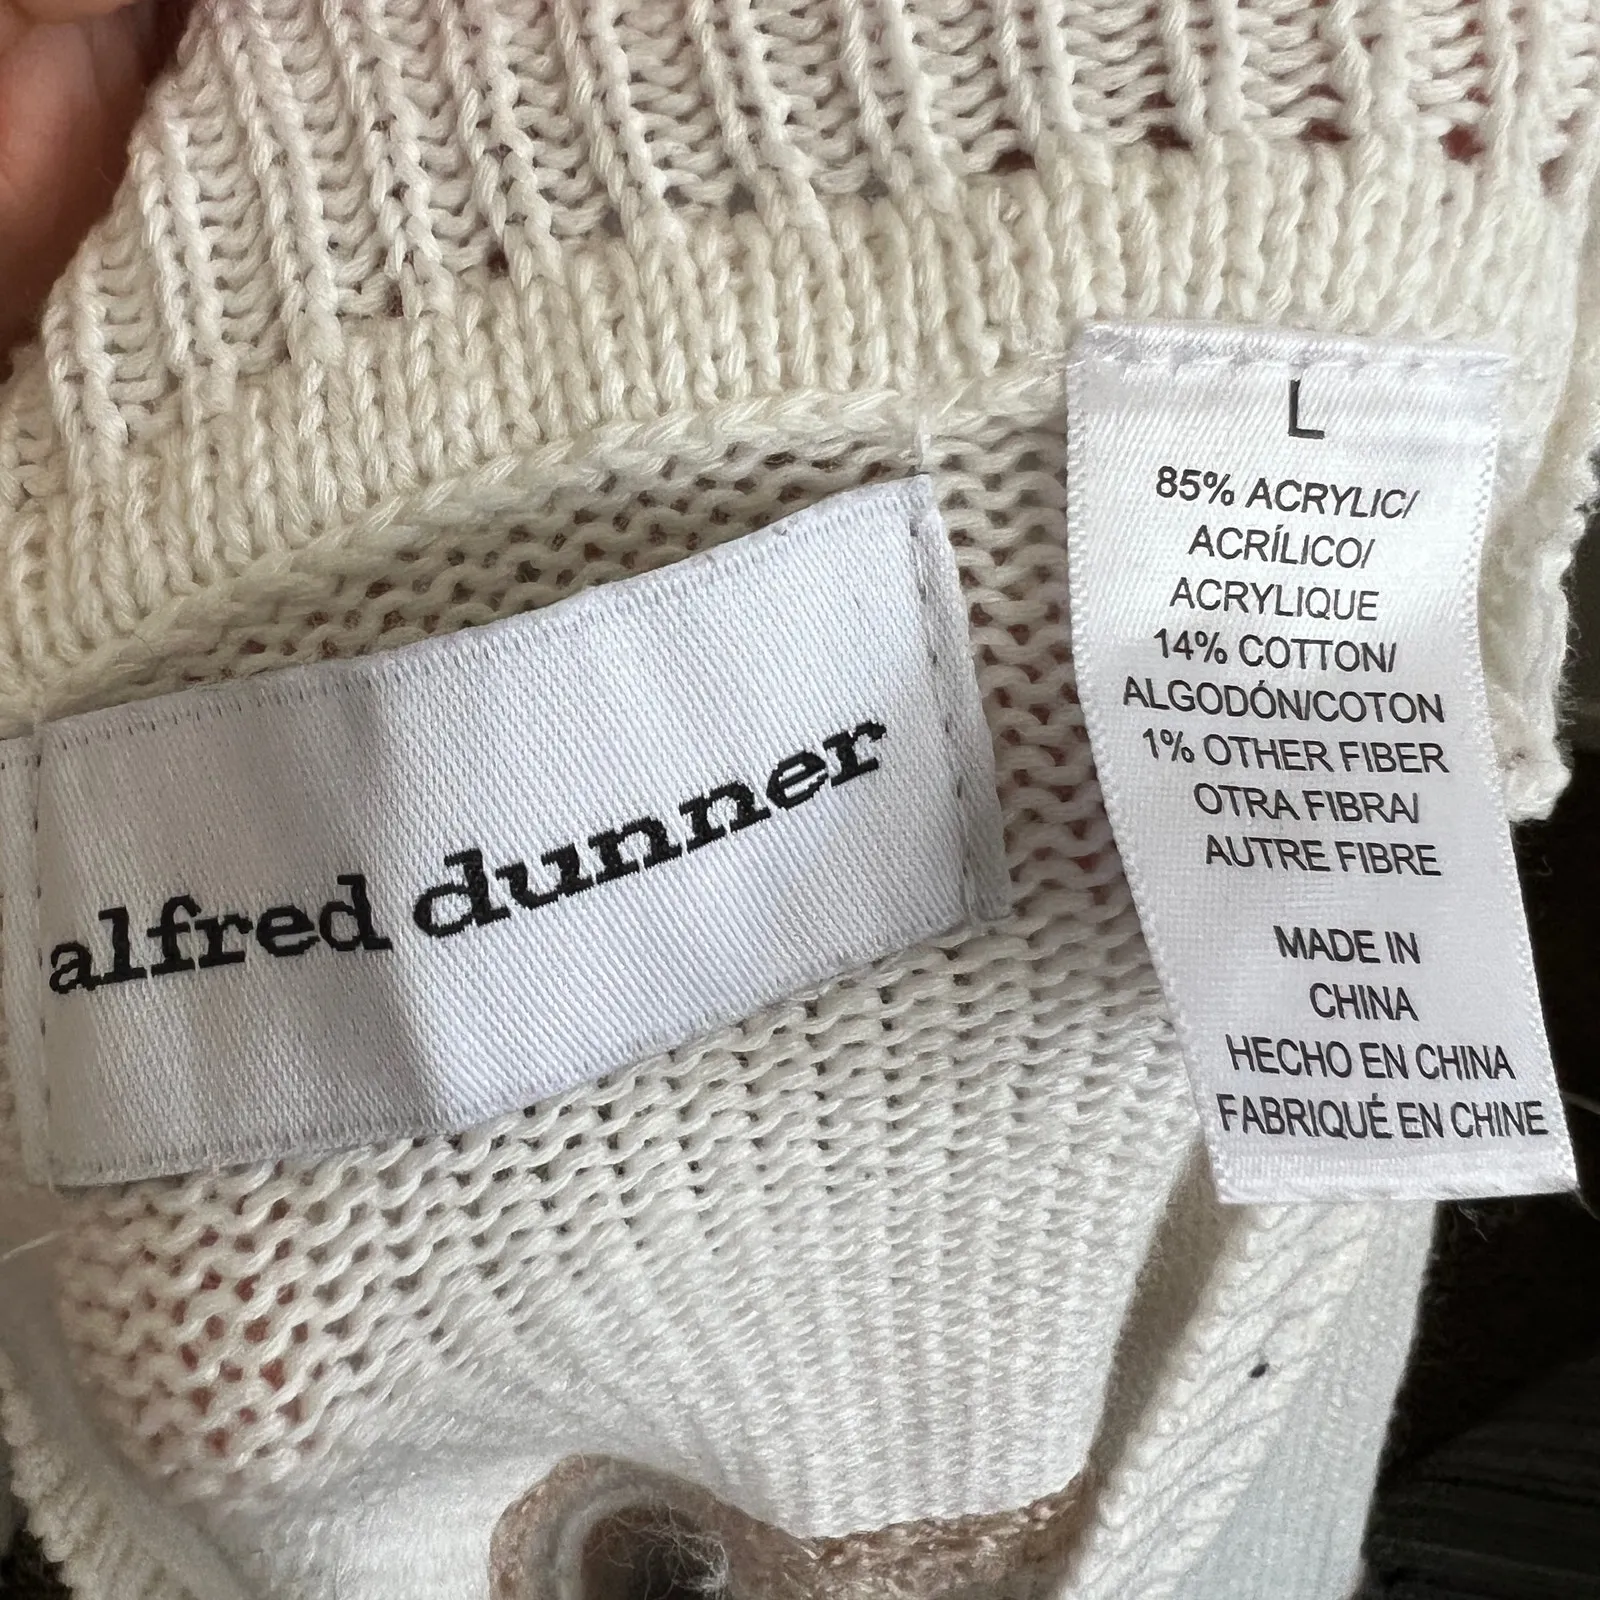 alfred dunner
L
85% ACRYLIC/
ACRÍLICO/
ACRYLIQUE
14% COTTON/
ALGODÓN/COTON
1% OTHER FIBER
OTRA FIBRA/
AUTRE FIBRE
MADE IN
CHINA
HECHO EN CHINA
FABRIQUÉ EN CHINE